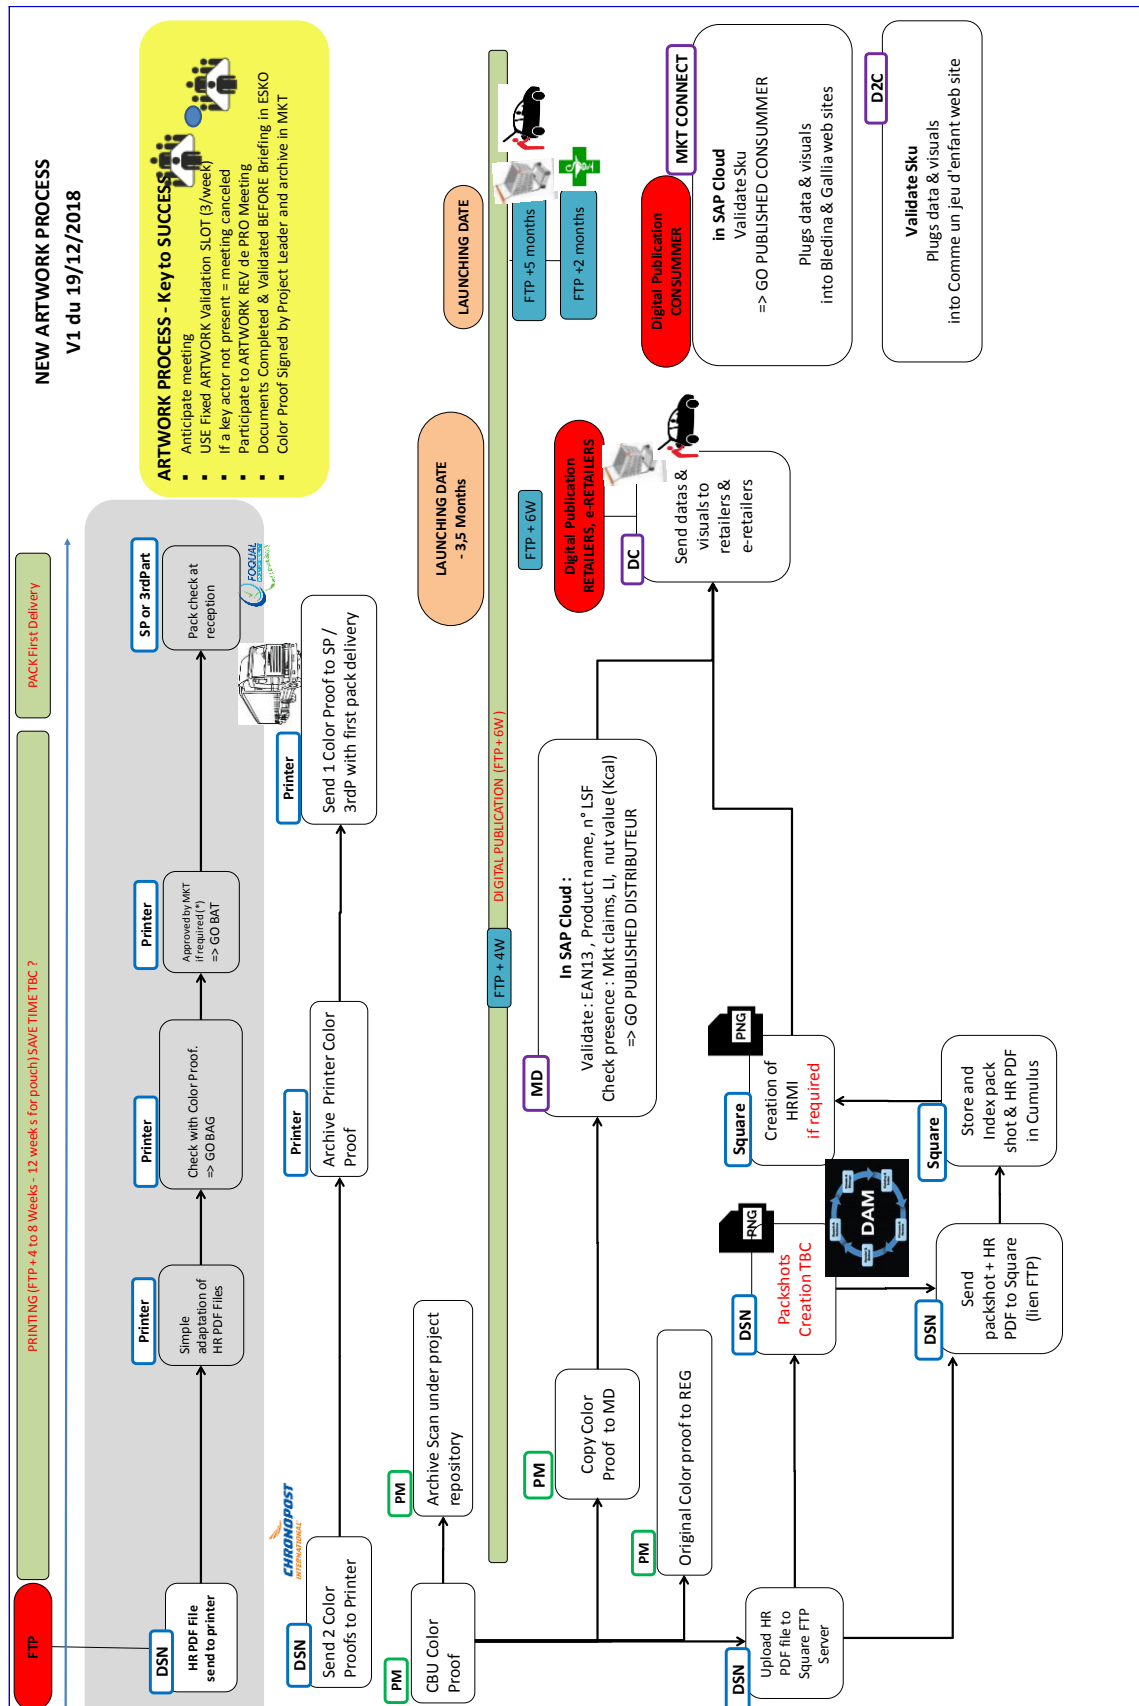 NEW ARTWORK PROCESS
V1 du 19/12/2018
FTP
PRINTING (FTP + 4 to 8 Weeks - 12 weeks for pouch) SAVE TIME TBC ?
PACK First Delivery
ARTWORK PROCESS - Key to SUCCESS
Anticipate meeting
USE Fixed ARTWORK Validation SLOT (3/week)
If a key actor not present = meeting canceled
Participate to ARTWORK REV de PRO Meeting
Documents Completed & Validated BEFORE Briefing in ESKO
Color Proof Signed by Project Leader and archive in MKT
DSN
HR PDF File
send to printer
Printer
Simple
adaptation of
HR PDF Files
Printer
Check with Color Proof.
=> GO BAG
Printer
Approved by MKT
if required (*)
=> GO BAT
SP or 3rdPart
Pack check at
reception
FOQUAL
CHRONOPOST
INTERNATIONAL
DSN
Send 2 Color
Proofs to Printer
Printer
Archive Printer Color
Proof
Printer
Send 1 Color Proof to SP /
3rdP with first pack delivery
PM
CBU Color
Proof
PM
Archive Scan under project
repository
LAUNCHING DATE
- 3,5 Months
LAUNCHING DATE
FTP + 4W
DIGITAL PUBLICATION (FTP + 6W)
FTP + 6W
FTP +5 months
FTP +2 months
PM
Copy Color
Proof to MD
MD
In SAP Cloud :
Validate : EAN13 , Product name, n° LSF
Check presence : Mkt claims, LI, nut value (Kcal)
=> GO PUBLISHED DISTRIBUTEUR
Digital Publication
RETAILERS, e-RETAILERS
DC
Send datas &
visuals to
retailers &
e-retailers
Digital Publication
CONSUMMER
MKT CONNECT
in SAP Cloud
Validate Sku
=> GO PUBLISHED CONSUMMER
Plugs data & visuals
into Bledina & Gallia web sites
D2C
Validate Sku
Plugs data & visuals
into Comme un jeu d'enfant web site
PM
Original Color proof to REG
DSN
Upload HR
PDF file to
Square FTP
Server
DSN
Packshots
Creation TBC
PNG
Square
Creation of
HRMI
if required
PNG
DAM
DSN
Send
packshot + HR
PDF to Square
(lien FTP)
Square
Store and
Index pack
shot & HR PDF
in Cumulus